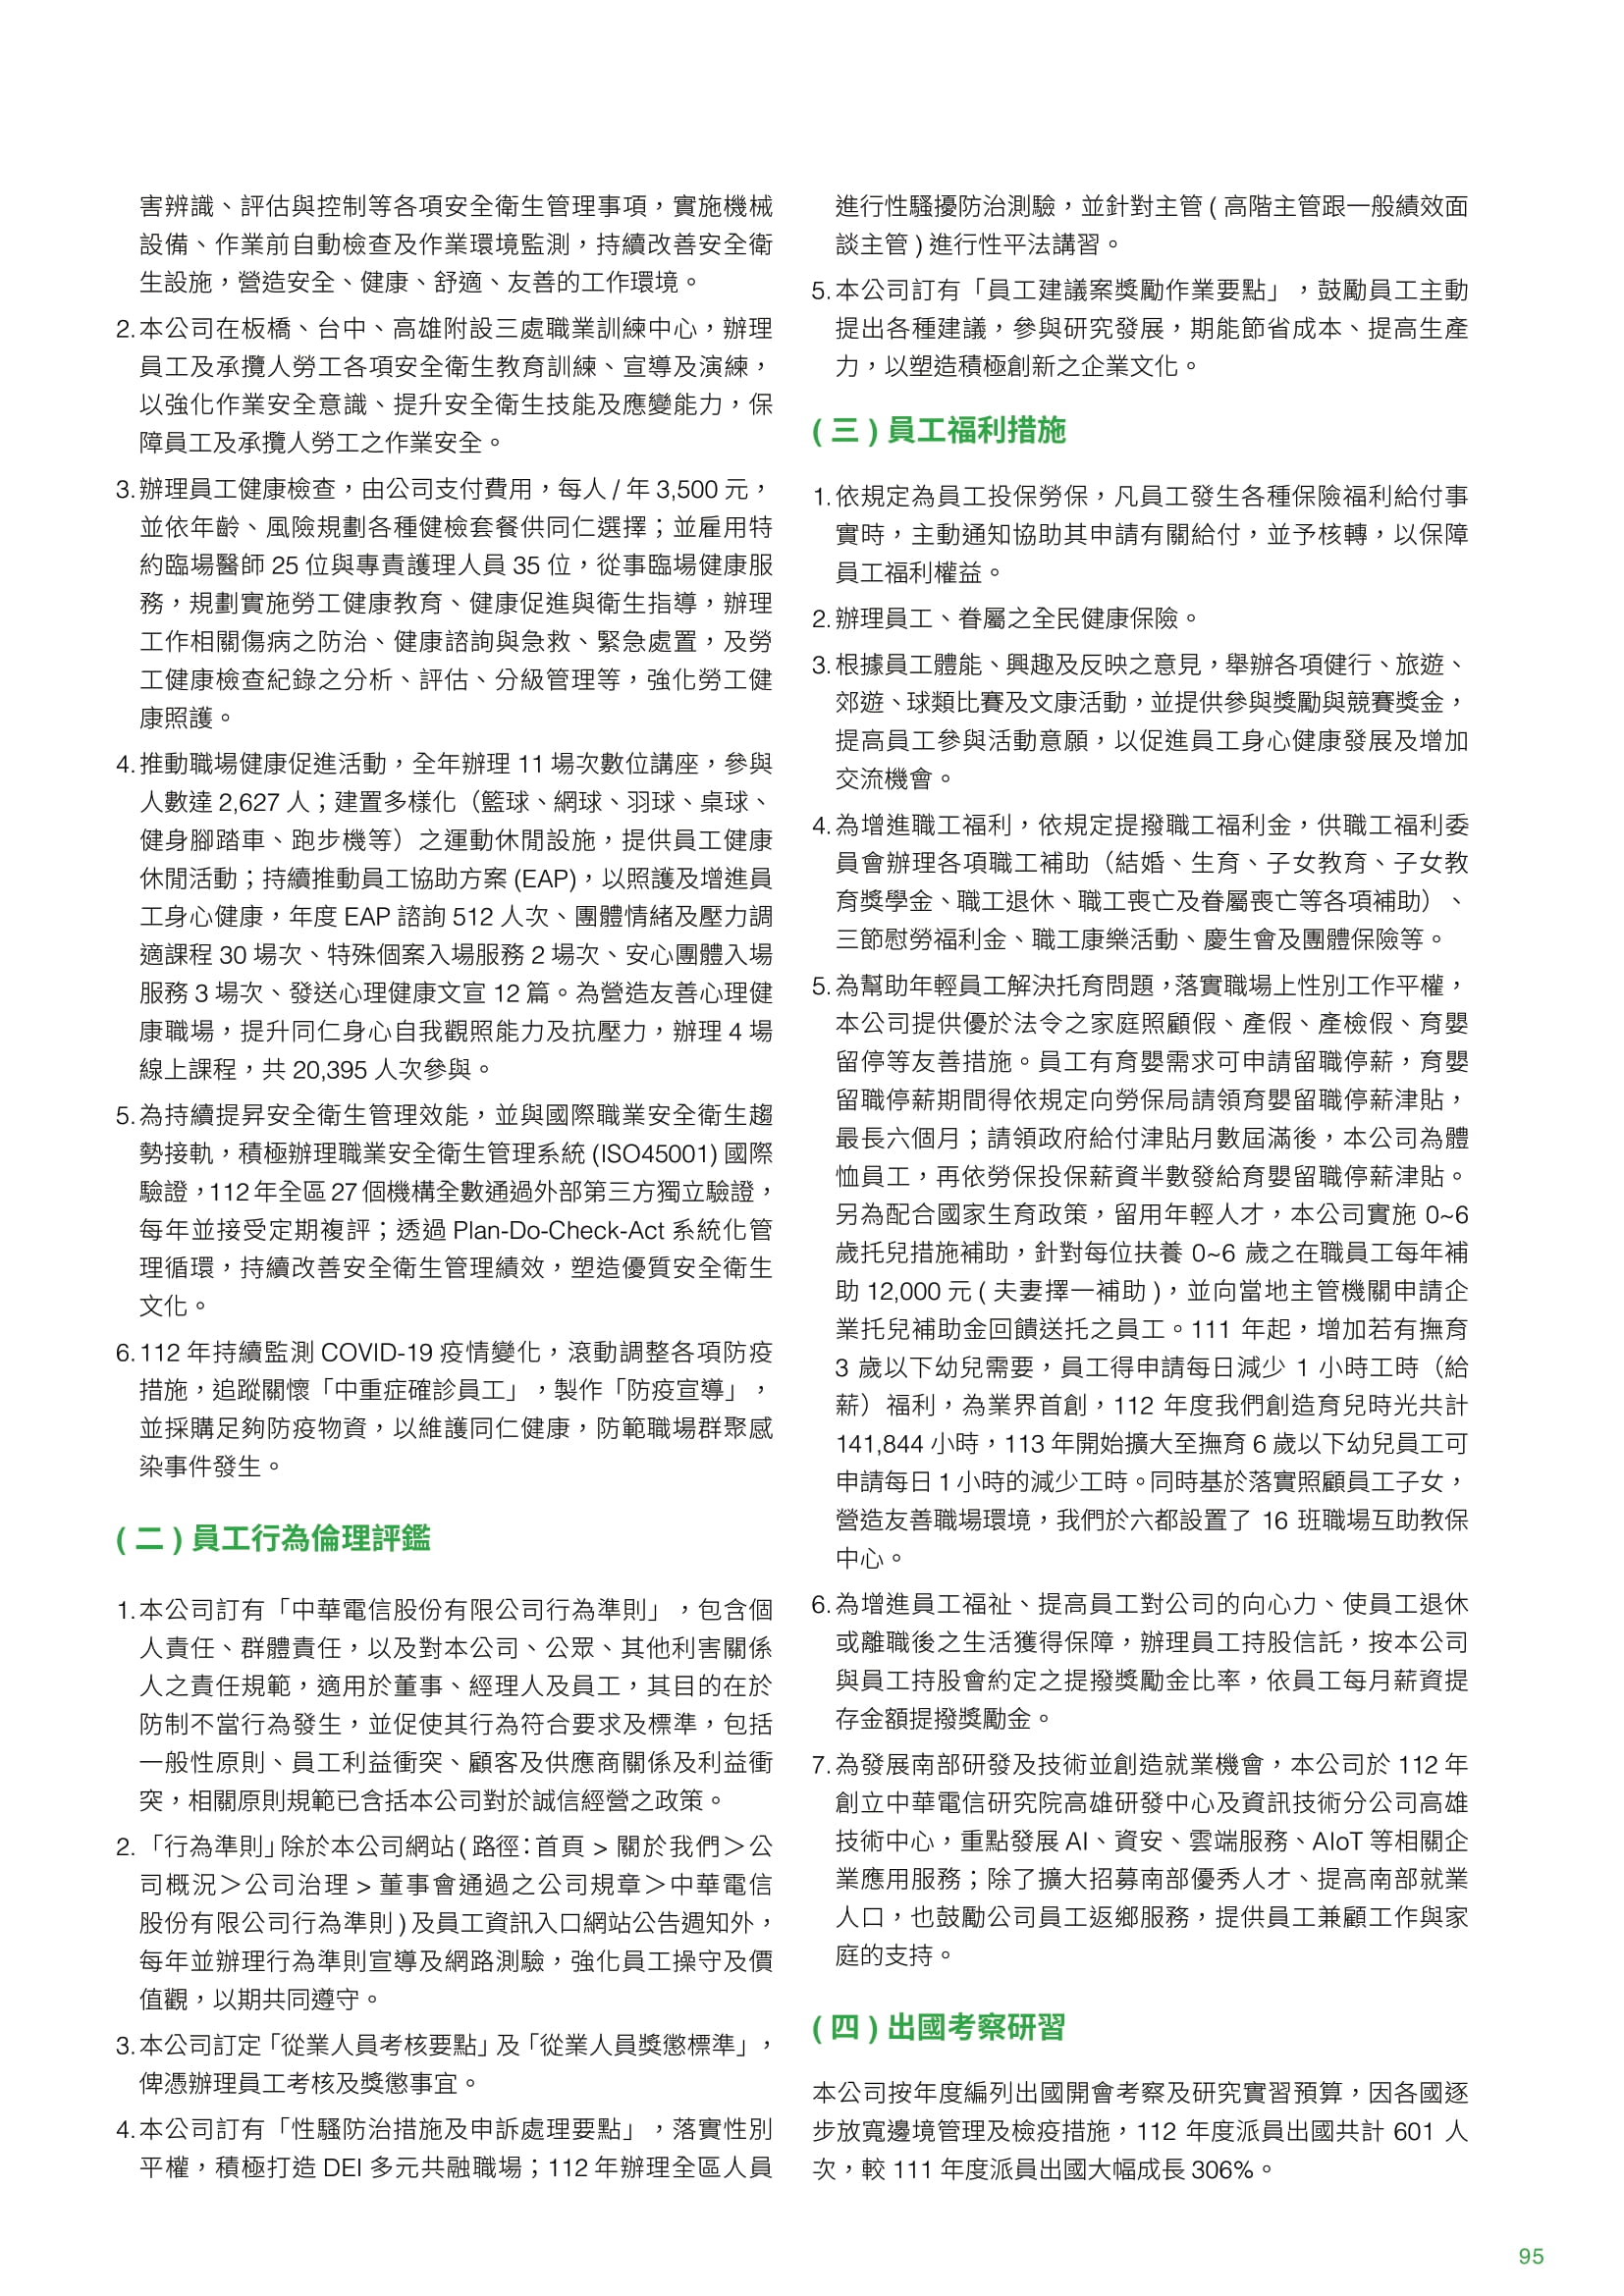 害辨識、評估與控制等各項安全衛生管理事項，實施機械
設備、作業前自動檢查及作業環境監測，持續改善安全衛
生設施，營造安全、健康、舒適、友善的工作環境。
2.本公司在板橋、台中、高雄附設三處職業訓練中心，辦理
員工及承攬人勞工各項安全衛生教育訓練、宣導及演練，
以強化作業安全意識、提升安全衛生技能及應變能力，保
障員工及承攬人勞工之作業安全。
3.辦理員工健康檢查，由公司支付費用，每人 / 年 3,500 元，
並依年齡、風險規劃各種健檢套餐供同仁選擇；並雇用特
約臨場醫師 25 位與專責護理人員 35 位，從事臨場健康服
務，規劃實施勞工健康教育、健康促進與衛生指導，辦理
工作相關傷病之防治、健康諮詢與急救、緊急處置，及勞
工健康檢查紀錄之分析、評估、分級管理等，強化勞工健
康照護。
4.推動職場健康促進活動，全年辦理 11 場次數位講座，參與
人數達 2,627 人；建置多樣化（籃球、網球、羽球、桌球、
健身腳踏車、跑步機等）之運動休閒設施，提供員工健康
休閒活動；持續推動員工協助方案 (EAP)，以照護及增進員
工身心健康，年度 EAP 諮詢 512 人次、團體情緒及壓力調
適課程 30 場次、特殊個案入場服務 2 場次、安心團體入場
服務 3 場次、發送心理健康文宣 12 篇。為營造友善心理健
康職場，提升同仁身心自我觀照能力及抗壓力，辦理 4 場
線上課程，共 20,395 人次參與。
5.為持續提昇安全衛生管理效能，並與國際職業安全衛生趨
勢接軌，積極辦理職業安全衛生管理系統 (ISO45001) 國際
驗證，112 年全區 27 個機構全數通過外部第三方獨立驗證，
每年並接受定期複評；透過 Plan-Do-Check-Act 系統化管
理循環，持續改善安全衛生管理績效，塑造優質安全衛生
文化。
6.112 年持續監測 COVID-19 疫情變化，滾動調整各項防疫
措施，追蹤關懷「中重症確診員工」，製作「防疫宣導」，
並採購足夠防疫物資，以維護同仁健康，防範職場群聚感
染事件發生。
( 二 ) 員工行為倫理評鑑
1.本公司訂有「中華電信股份有限公司行為準則」，包含個
人責任、群體責任，以及對本公司、公眾、其他利害關係
人之責任規範，適用於董事、經理人及員工，其目的在於
防制不當行為發生，並促使其行為符合要求及標準，包括
一般性原則、員工利益衝突、顧客及供應商關係及利益衝
突，相關原則規範已含括本公司對於誠信經營之政策。
2.「行為準則」除於本公司網站 ( 路徑：首頁 > 關於我們＞公
司概況＞公司治理 > 董事會通過之公司規章＞中華電信
股份有限公司行為準則 ) 及員工資訊入口網站公告週知外，
每年並辦理行為準則宣導及網路測驗，強化員工操守及價
值觀，以期共同遵守。
3.本公司訂定「從業人員考核要點」及「從業人員獎懲標準」，
俾憑辦理員工考核及獎懲事宜。
4.本公司訂有「性騷防治措施及申訴處理要點」，落實性別
平權，積極打造 DEI 多元共融職場；112 年辦理全區人員
進行性騷擾防治測驗，並針對主管 ( 高階主管跟一般績效面
談主管 ) 進行性平法講習。
5.本公司訂有「員工建議案獎勵作業要點」，鼓勵員工主動
提出各種建議，參與研究發展，期能節省成本、提高生產
力，以塑造積極創新之企業文化。
( 三 ) 員工福利措施
1.依規定為員工投保勞保，凡員工發生各種保險福利給付事
實時，主動通知協助其申請有關給付，並予核轉，以保障
員工福利權益。
2.辦理員工、眷屬之全民健康保險。
3.根據員工體能、興趣及反映之意見，舉辦各項健行、旅遊、
郊遊、球類比賽及文康活動，並提供參與獎勵與競賽獎金，
提高員工參與活動意願，以促進員工身心健康發展及增加
交流機會。
4.為增進職工福利，依規定提撥職工福利金，供職工福利委
員會辦理各項職工補助（結婚、生育、子女教育、子女教
育獎學金、職工退休、職工喪亡及眷屬喪亡等各項補助）、
三節慰勞福利金、職工康樂活動、慶生會及團體保險等。
5.為幫助年輕員工解決托育問題，落實職場上性別工作平權，
本公司提供優於法令之家庭照顧假、產假、產檢假、育嬰
留停等友善措施。員工有育嬰需求可申請留職停薪，育嬰
留職停薪期間得依規定向勞保局請領育嬰留職停薪津貼，
最長六個月；請領政府給付津貼月數屆滿後，本公司為體
恤員工，再依勞保投保薪資半數發給育嬰留職停薪津貼。
另為配合國家生育政策，留用年輕人才，本公司實施 0~6
歲托兒措施補助，針對每位扶養 0~6 歲之在職員工每年補
助 12,000 元 ( 夫妻擇一補助 )，並向當地主管機關申請企
業托兒補助金回饋送托之員工。111 年起，增加若有撫育
3 歲以下幼兒需要，員工得申請每日減少 1 小時工時（給
薪）福利，為業界首創，112 年度我們創造育兒時光共計
141,844 小時，113 年開始擴大至撫育 6 歲以下幼兒員工可
申請每日 1 小時的減少工時。同時基於落實照顧員工子女，
營造友善職場環境，我們於六都設置了 16 班職場互助教保
中心。
6.為增進員工福祉、提高員工對公司的向心力、使員工退休
或離職後之生活獲得保障，辦理員工持股信託，按本公司
與員工持股會約定之提撥獎勵金比率，依員工每月薪資提
存金額提撥獎勵金。
7.為發展南部研發及技術並創造就業機會，本公司於 112 年
創立中華電信研究院高雄研發中心及資訊技術分公司高雄
技術中心，重點發展 AI、資安、雲端服務、AIoT 等相關企
業應用服務；除了擴大招募南部優秀人才、提高南部就業
人口，也鼓勵公司員工返鄉服務，提供員工兼顧工作與家
庭的支持。
( 四 ) 出國考察研習
本公司按年度編列出國開會考察及研究實習預算，因各國逐
步放寬邊境管理及檢疫措施，112 年度派員出國共計 601 人
次，較 111 年度派員出國大幅成長 306%。
95